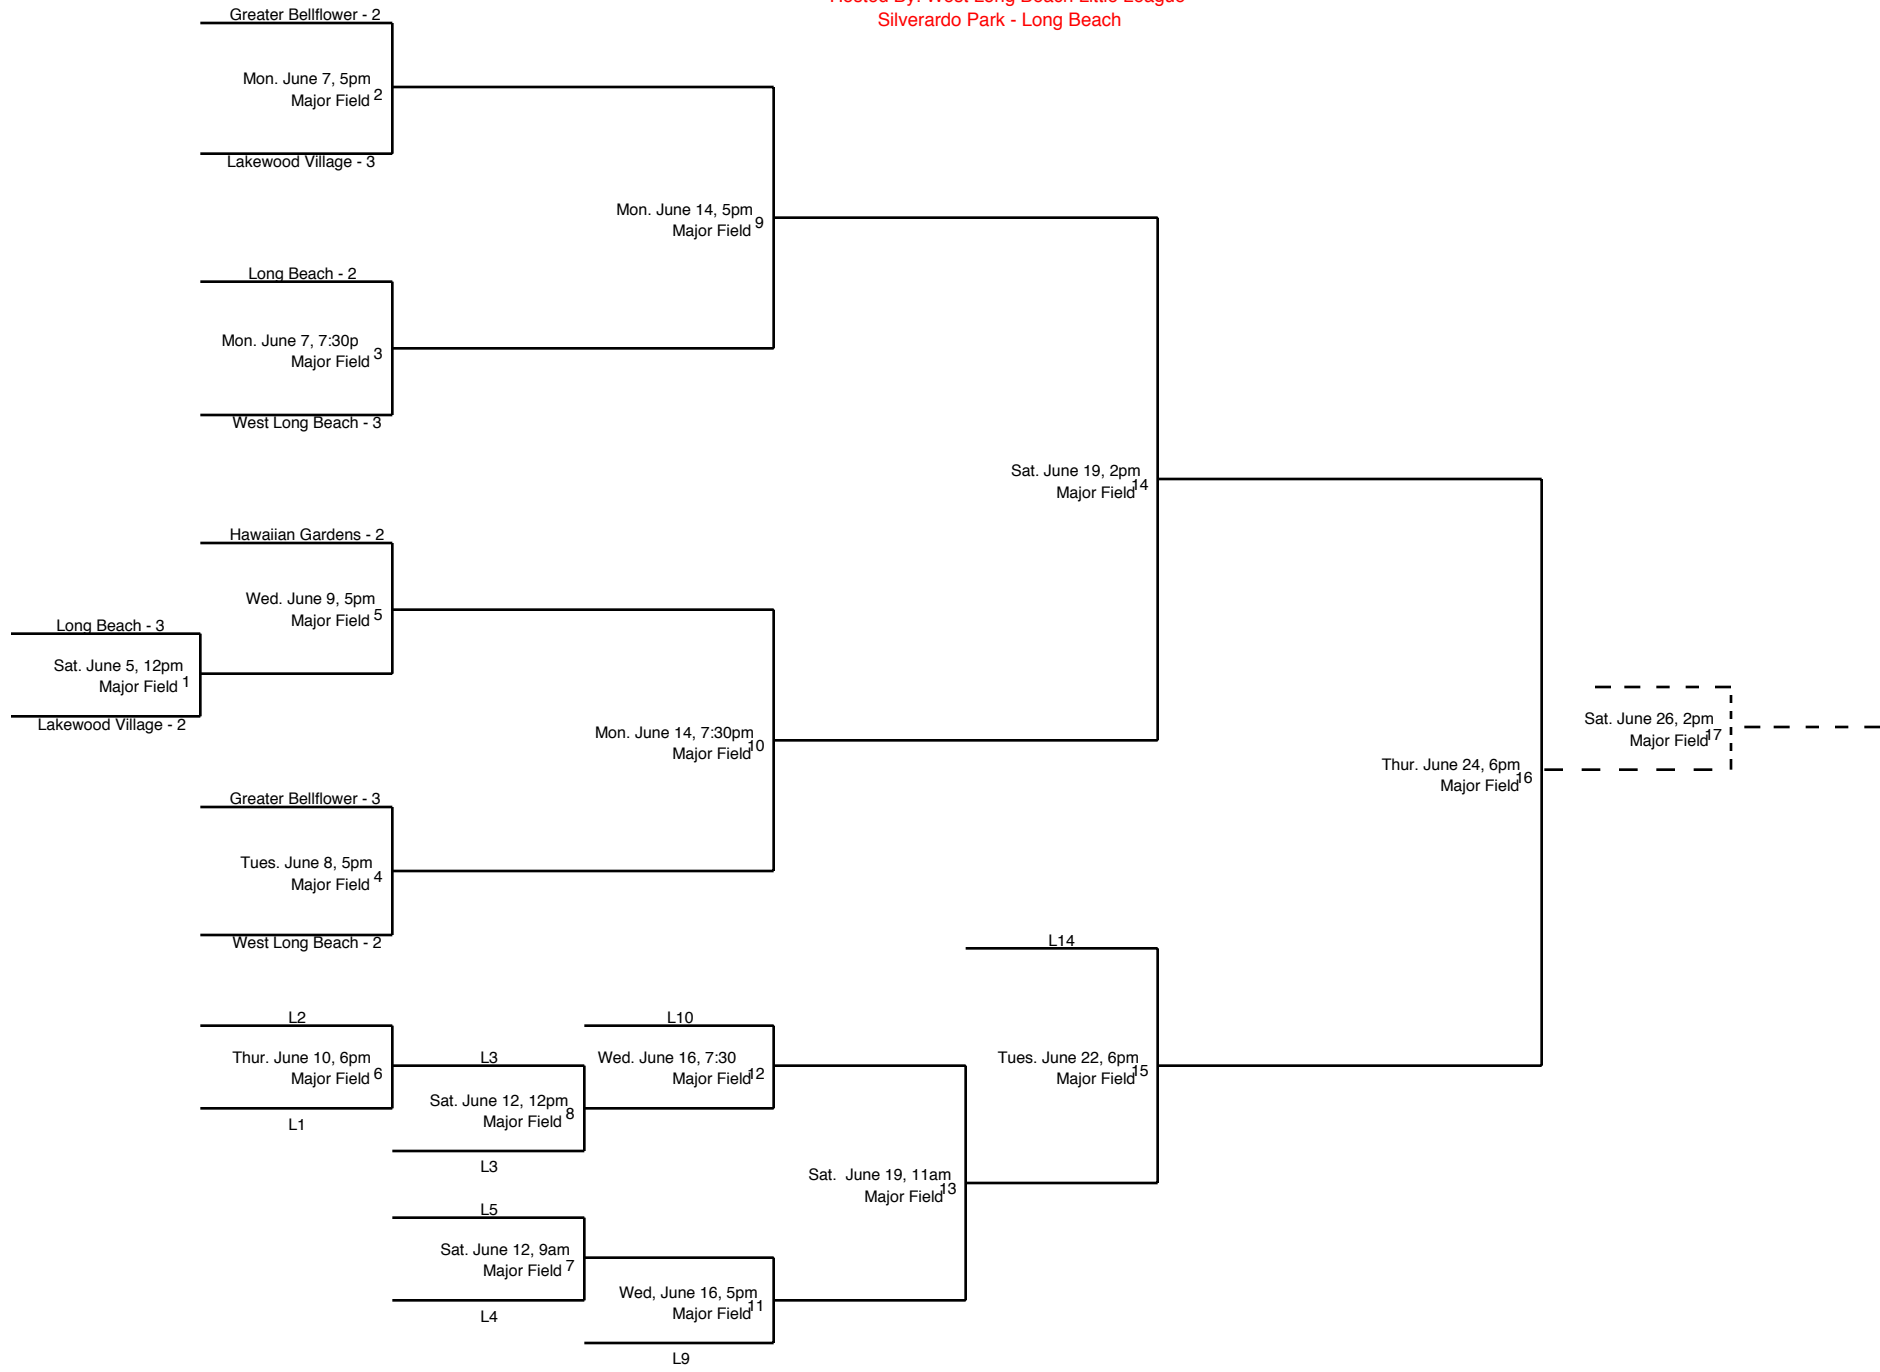 Hosted By: West Long Beach Little League
Silverardo Park - Long Beach
Greater Bellflower - 2
Mon. June 7, 5pm
Major Field 2
Lakewood Village - 3
Mon. June 14, 5pm
Major Field 9
Long Beach - 2
Mon. June 7, 7:30p
Major Field 3
West Long Beach - 3
Sat. June 19, 2pm
Major Field 14
Hawaiian Gardens - 2
Wed. June 9, 5pm
Major Field 5
Long Beach - 3
Sat. June 5, 12pm
Major Field 1
Lakewood Village - 2
Mon. June 14, 7:30pm
Major Field 10
Sat. June 26, 2pm
Major Field 17
Thur. June 24, 6pm
Major Field 16
Greater Bellflower - 3
Tues. June 8, 5pm
Major Field 4
West Long Beach - 2
L14
L2
Thur. June 10, 6pm
Major Field 6
L1
L3
Sat. June 12, 12pm
Major Field 8
L3
L10
Wed. June 16, 7:30
Major Field 12
Tues. June 22, 6pm
Major Field 15
Sat.  June 19, 11am
Major Field 13
L5
Sat. June 12, 9am
Major Field 7
L4
Wed, June 16, 5pm
Major Field 11
L9